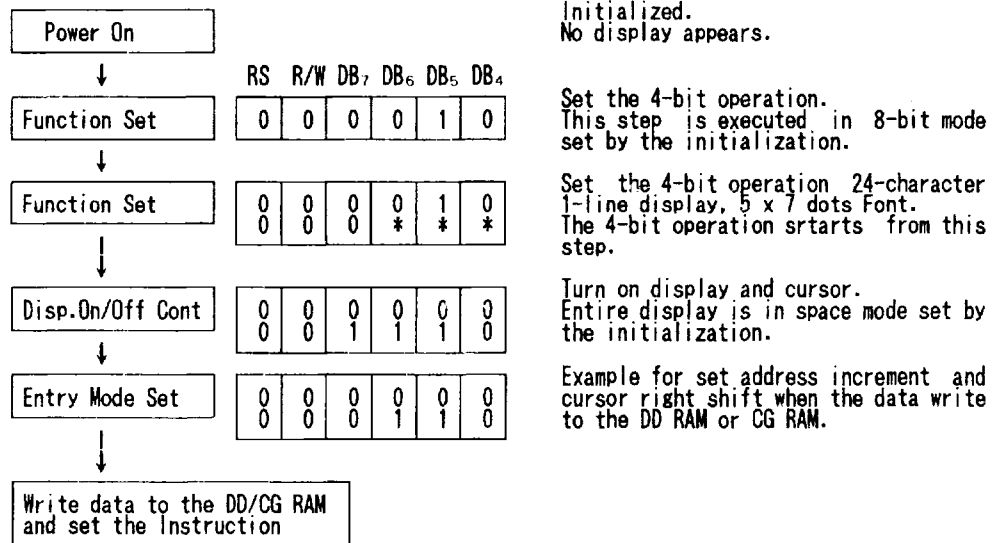 Power On
Initialized.
No display appears.
RS R/W DB₇ DB₆ DB₅ DB₄
Function Set
0 0 0 0 1 0
Set the 4-bit operation.
This step is executed in 8-bit mode
set by the initialization.
Function Set
0 0 0 0 1 0
0 0 0 * * *
Set the 4-bit operation 24-character
1-line display, 5 x 7 dots Font.
The 4-bit operation srtarts from this
step.
Disp.On/Off Cont
0 0 0 0 0 0
0 0 1 1 1 0
Turn on display and cursor.
Entire display is in space mode set by
the initialization.
Entry Mode Set
0 0 0 0 0 0
0 0 0 1 1 0
Example for set address increment and
cursor right shift when the data write
to the DD RAM or CG RAM.
Write data to the DD/CG RAM
and set the Instruction